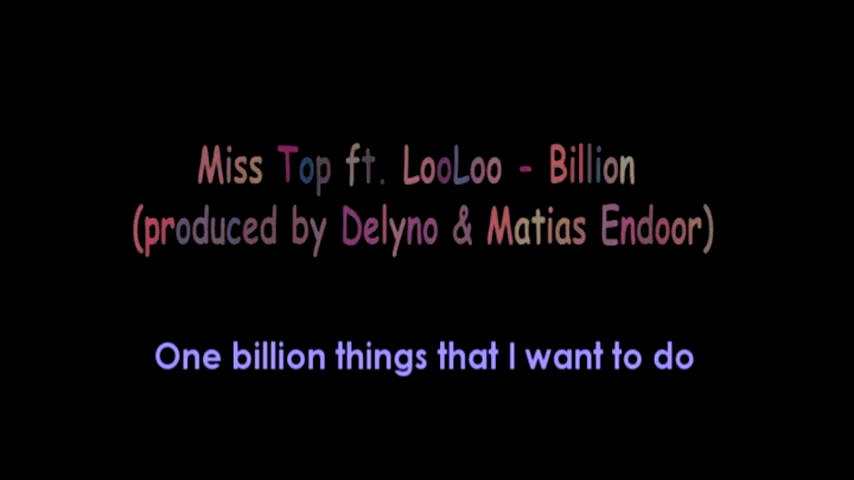 Miss Top ft. LooLoo - Billion
(produced by Delyno & Matias Endoor)
One billion things that I want to do